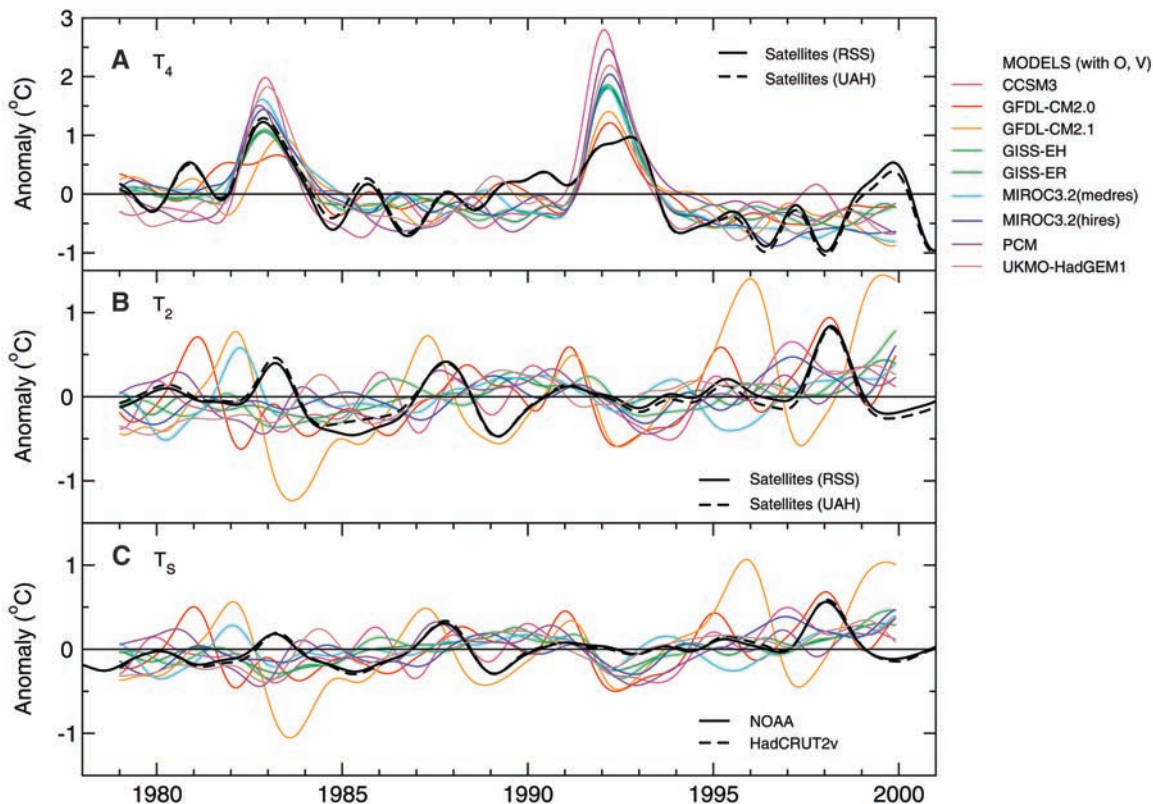 A T4
Satellites (RSS)
Satellites (UAH)
Anomaly (°C)
3
2
1
0
-1
MODELS (with O, V)
CCSM3
GFDL-CM2.0
GFDL-CM2.1
GISS-EH
GISS-ER
MIROC3.2(medres)
MIROC3.2(hires)
PCM
UKMO-HadGEM1
B T2
Anomaly (°C)
1
0
-1
Satellites (RSS)
Satellites (UAH)
C TS
Anomaly (°C)
1
0
-1
NOAA
HadCRUT2v
1980 1985 1990 1995 2000